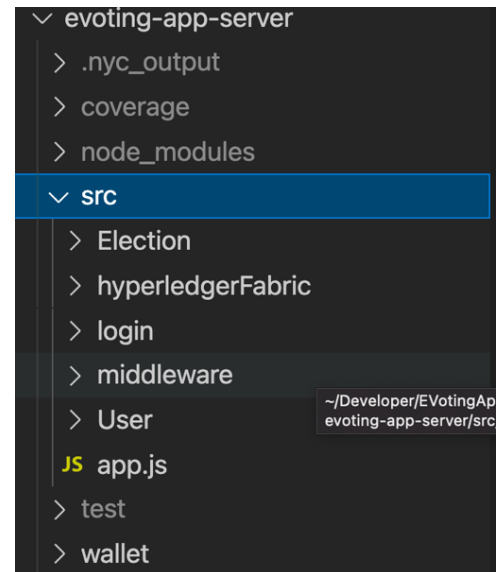 evoting-app-server
.nyc_output
coverage
node_modules
src
Election
hyperledgerFabric
login
middleware
~/Developer/EVotingAp
evoting-app-server/src
User
JS app.js
test
wallet